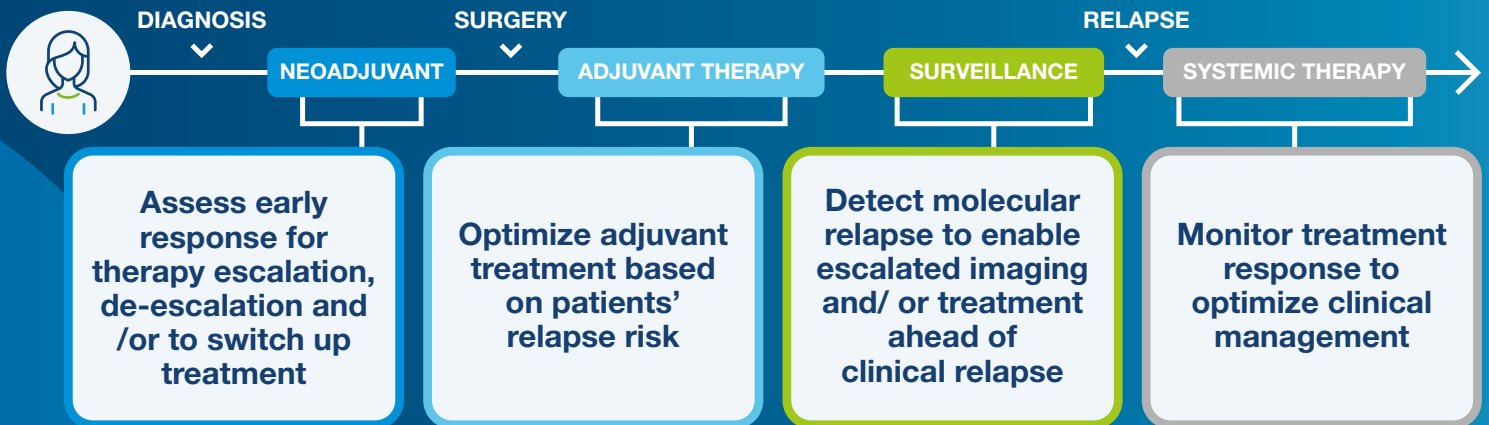 DIAGNOSIS
SURGERY
RELAPSE
NEOADJUVANT
ADJUVANT THERAPY
SURVEILLANCE
SYSTEMIC THERAPY
Assess early
response for
therapy escalation,
de-escalation and
/or to switch up
treatment
Optimize adjuvant
treatment based
on patients’
relapse risk
Detect molecular
relapse to enable
escalated imaging
and/ or treatment
ahead of
clinical relapse
Monitor treatment
response to
optimize clinical
management